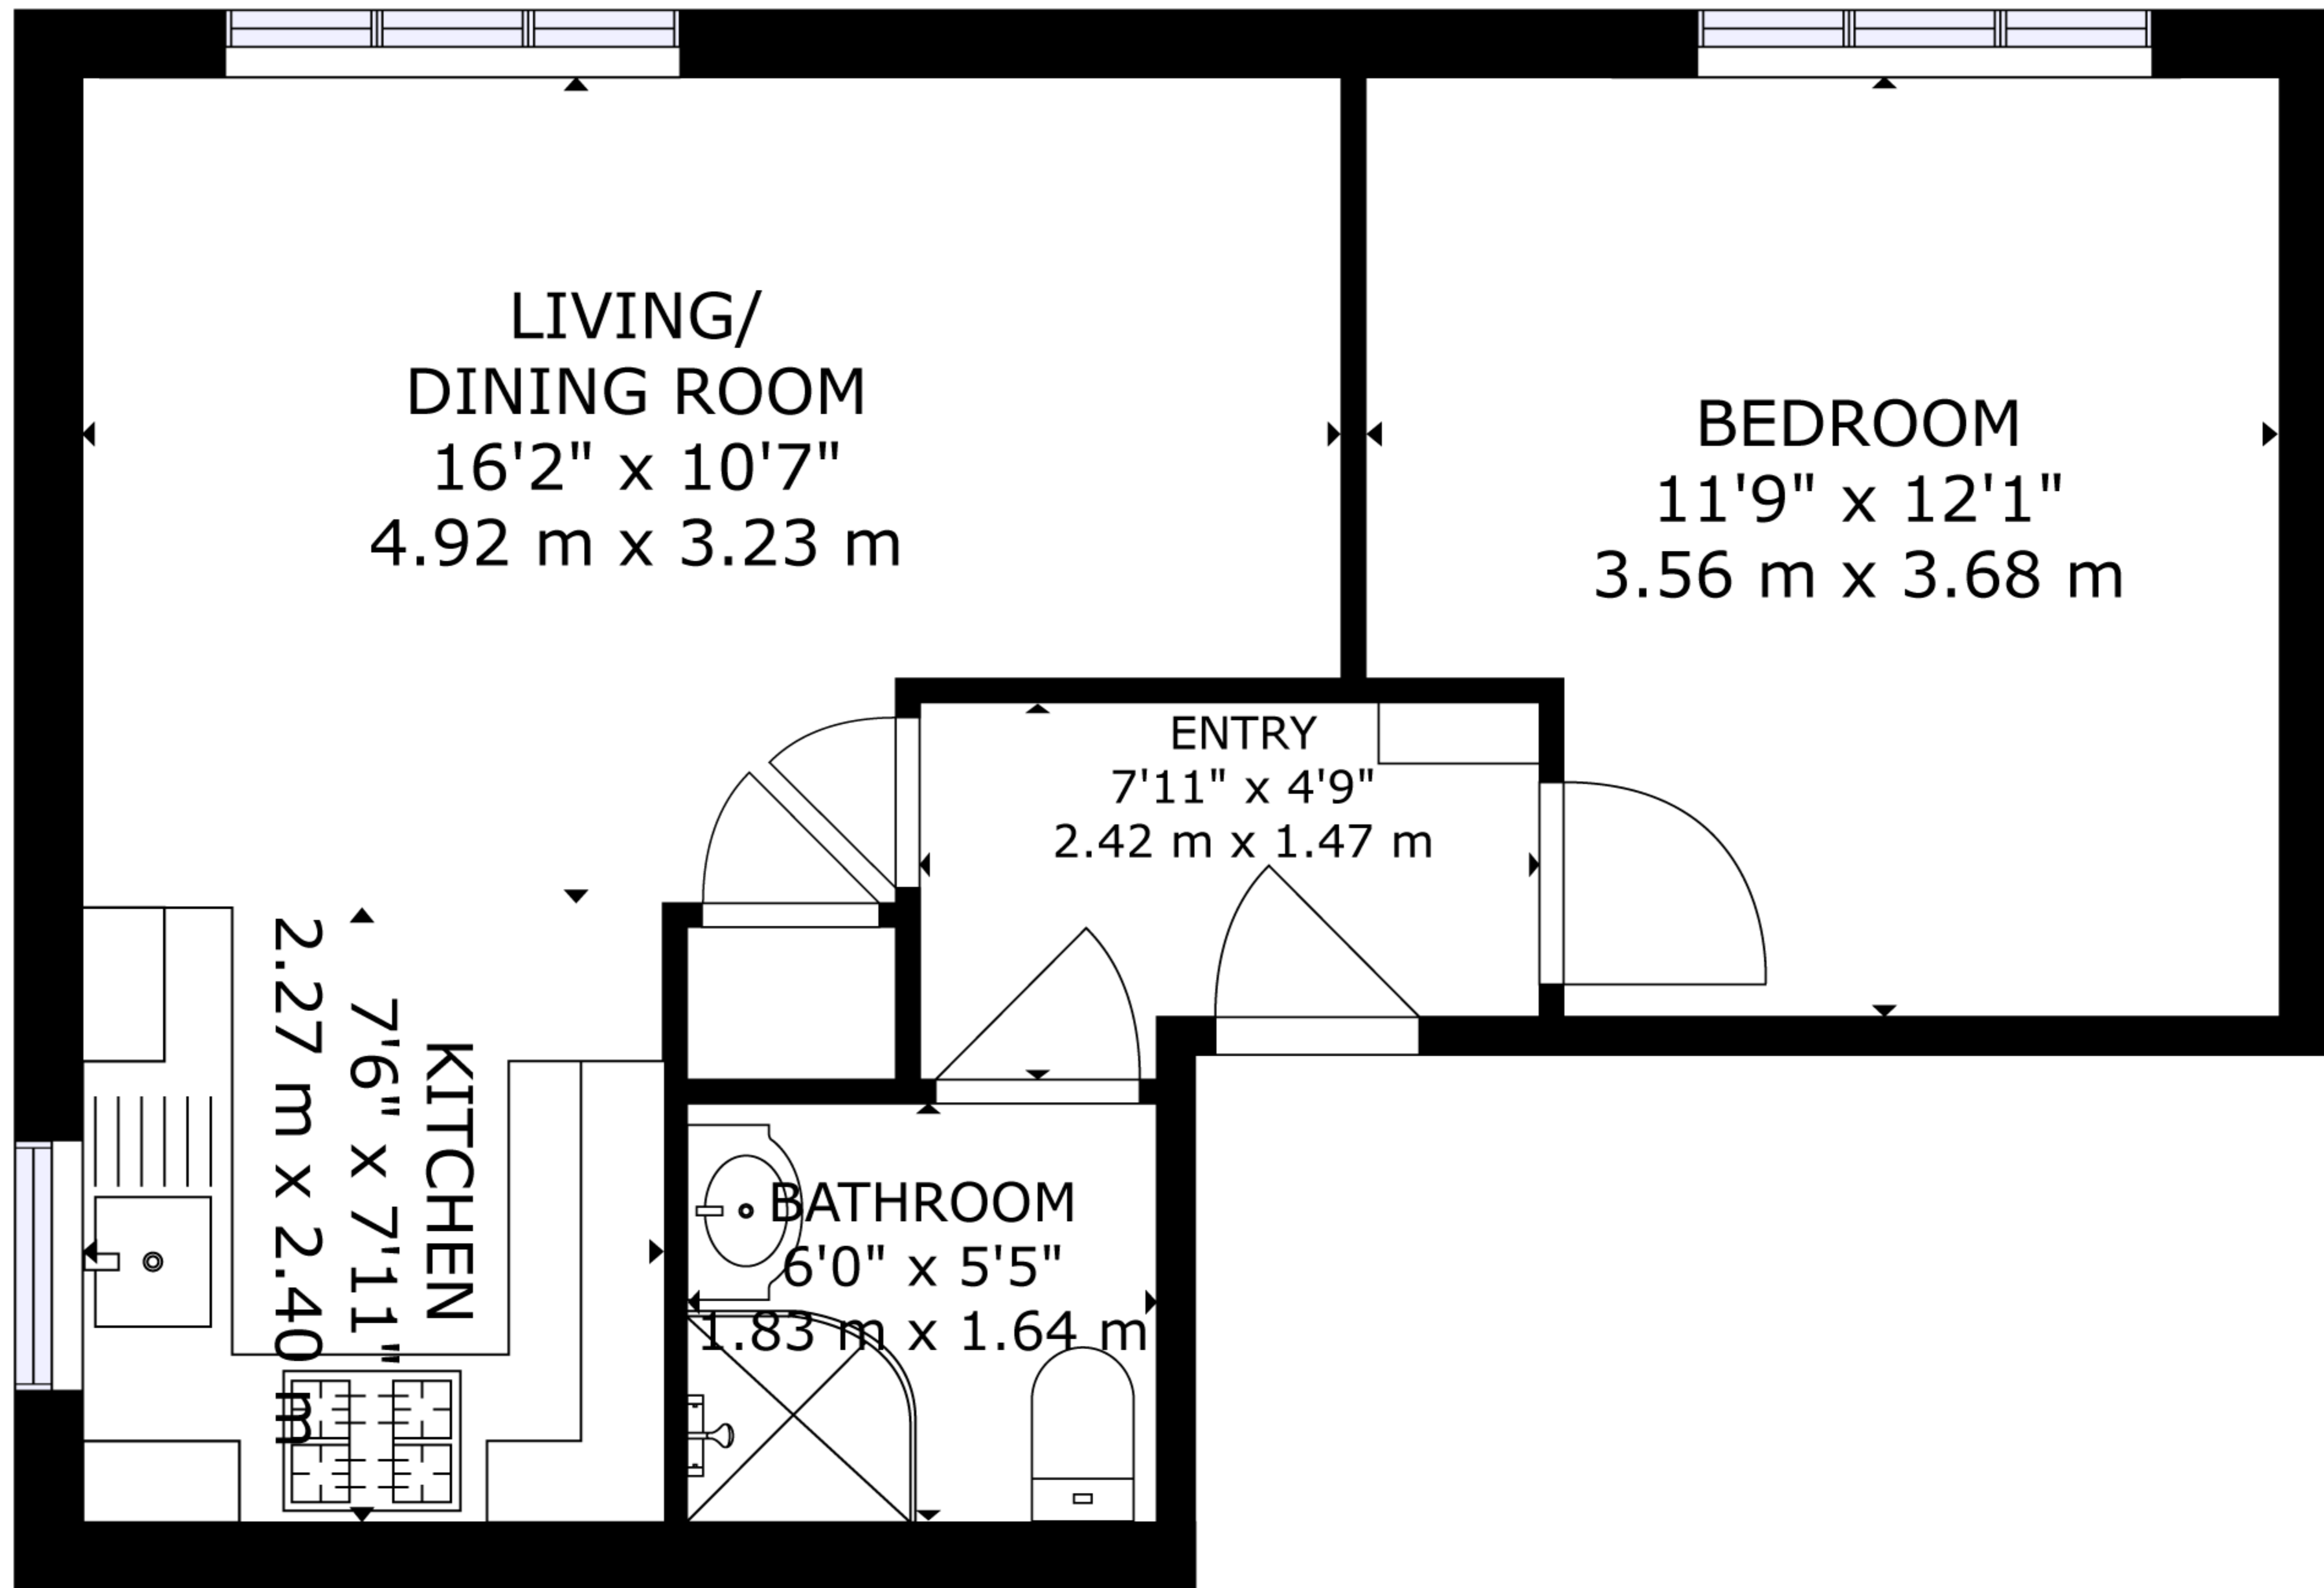 LIVING/
DINING ROOM
16'2" x 10'7"
4.92 m x 3.23 m
BEDROOM
11'9" x 12'1"
3.56 m x 3.68 m
ENTRY
7'11" x 4'9"
2.42 m x 1.47 m
KITCHEN
7'6" x 7'11"
2.27 m x 2.40 m
BATHROOM
6'0" x 5'5"
1.83 m x 1.64 m